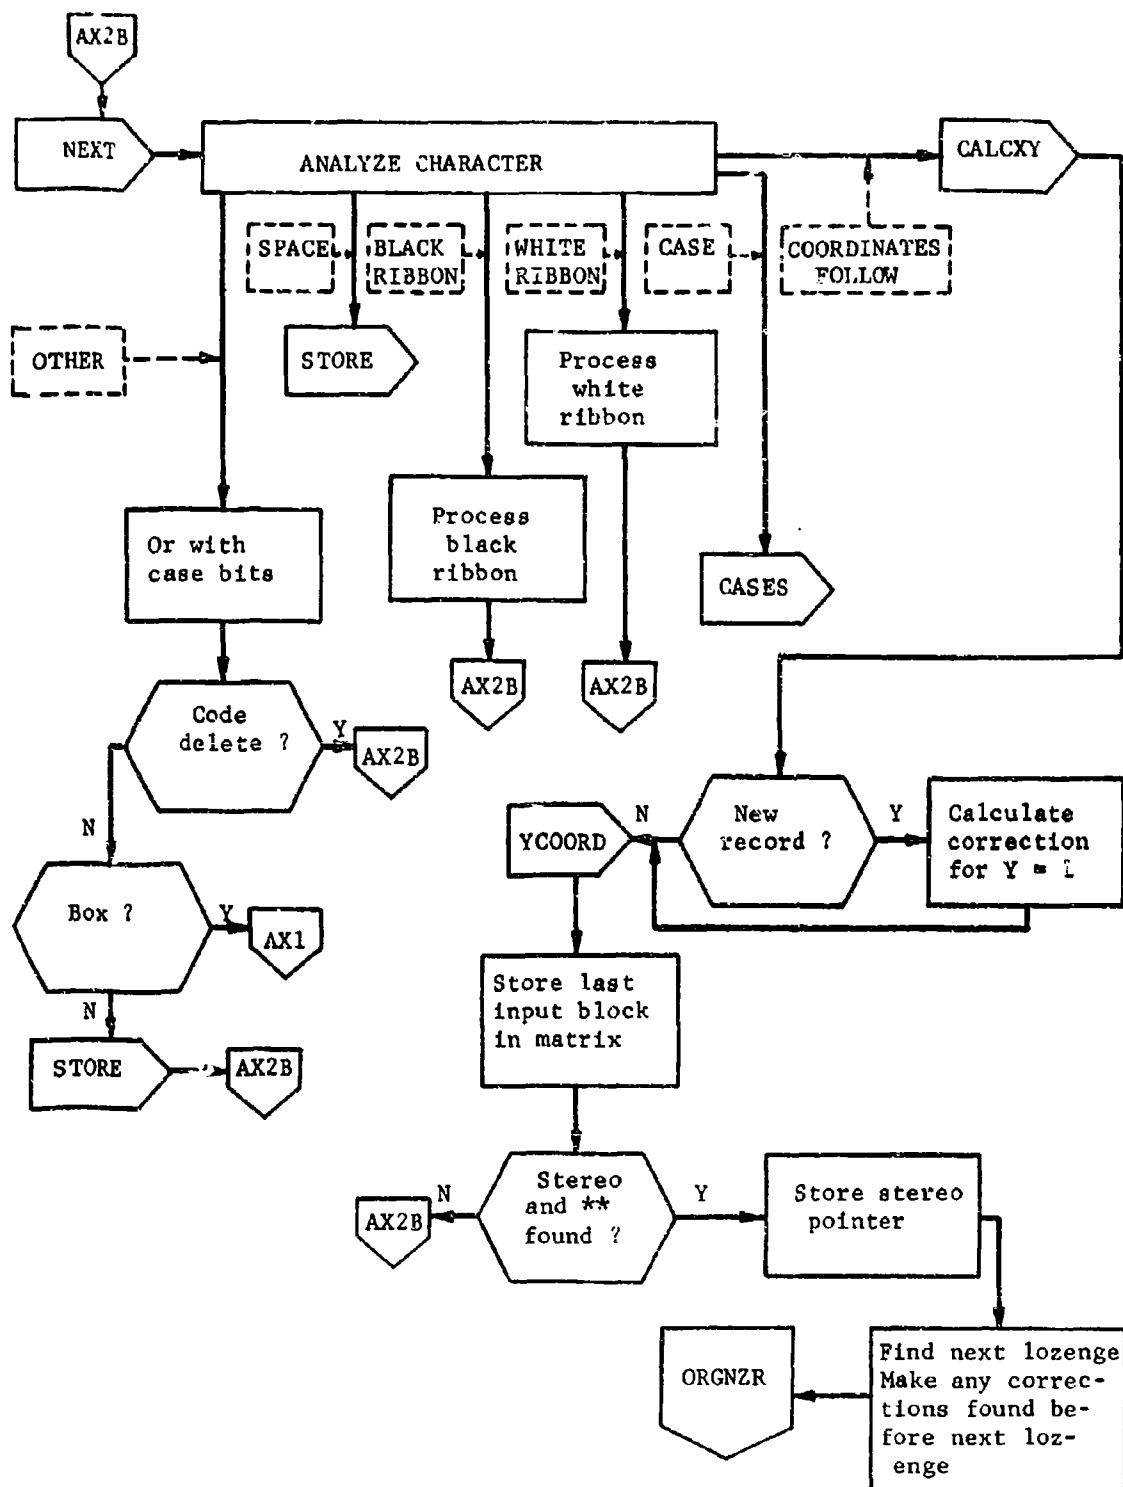 AX2B
NEXT
ANALYZE CHARACTER
CALCXY
SPACE
BLACK
RIBBON
WHITE
RIBBON
CASE
COORDINATES
FOLLOW
OTHER
STORE
Process
white
ribbon
Or with
case bits
Process
black
ribbon
CASES
AX2B
AX2B
Code
delete ?
Y
AX2B
N
Box ?
Y
AX1
N
STORE
AX2B
New
record ?
N
Y
YCOORD
Calculate
correction
for Y = 1
Store last
input block
in matrix
Stereo
and **
found ?
N
Y
AX2B
Store stereo
pointer
ORGNZR
Find next lozenge
Make any correc-
tions found be-
fore next loz-
enge